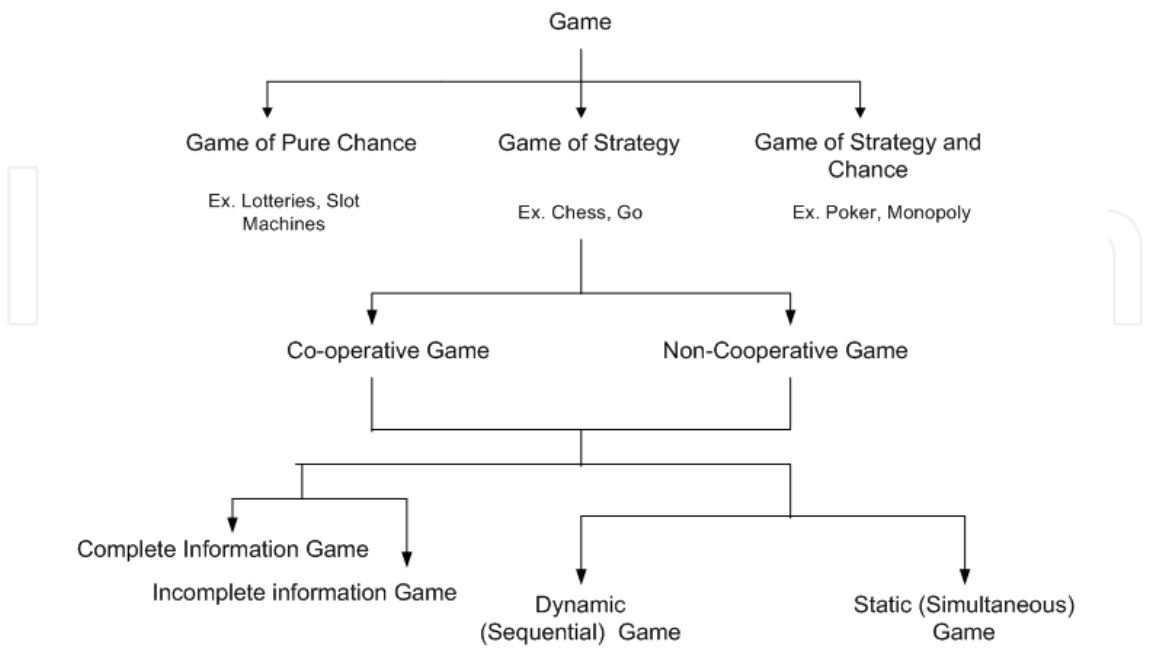 Game
Game of Pure Chance
Game of Strategy
Game of Strategy and
Chance
Ex. Lotteries, Slot
Machines
Ex. Chess, Go
Ex. Poker, Monopoly
Co-operative Game
Non-Cooperative Game
Complete Information Game
Incomplete information Game
Dynamic
(Sequential) Game
Static (Simultaneous)
Game